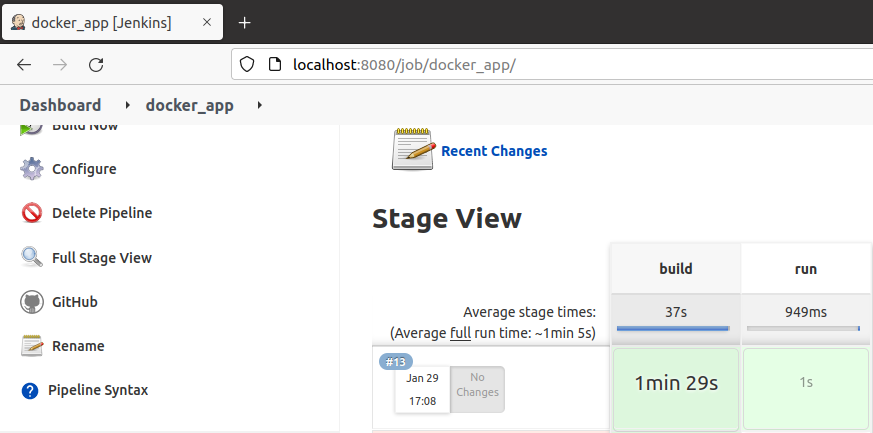 docker_app [Jenkins]
localhost:8080/job/docker_app/
Dashboard
docker_app
Build Now
Configure
Delete Pipeline
Full Stage View
GitHub
Rename
Pipeline Syntax
Recent Changes
Stage View
build
run
Average stage times:
(Average full run time: ~1min 5s)
37s
949ms
#13
Jan 29
17:08
No
Changes
1min 29s
1s